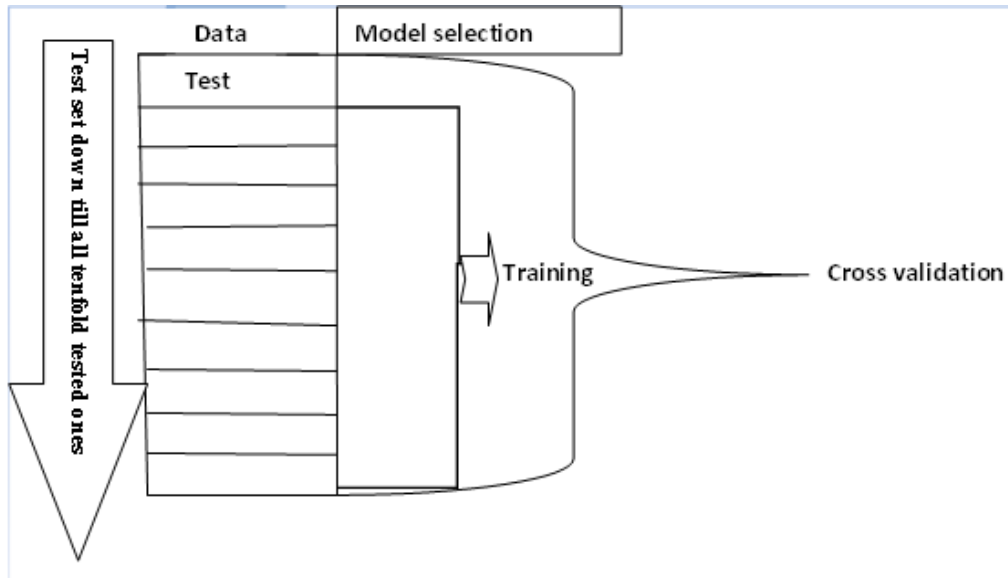 Data
Model selection
Test
Test set down till all tenfold tested ones
Training
Cross validation